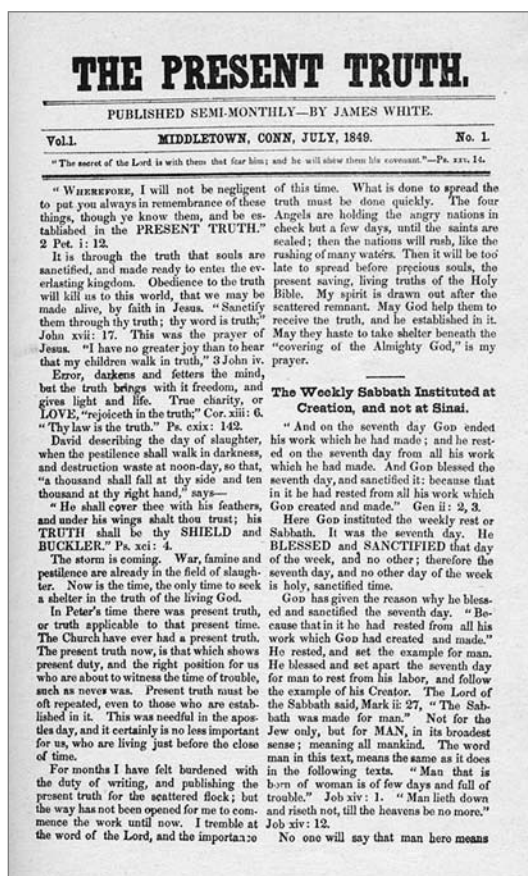 THE PRESENT TRUTH.
PUBLISHED SEMI-MONTHLY—BY JAMES WHITE.
Vol.1. MIDDLETOWN, CONN, JULY, 1849. No. 1.
"The secret of the Lord is with them that fear him; and he will shew them his covenant."—Ps. xxv, 14.
"WHEREFORE, I will not be negligent
to put you always in remembrance of these
things, though ye know them, and be es-
tablished in the PRESENT TRUTH."
2 Pet. i: 12.
It is through the truth that souls are
sanctified, and made ready to enter the ev-
erlasting kingdom. Obedience to the truth
will kill us to this world, that we may be
made alive, by faith in Jesus. "Sanctify
them through thy truth; thy word is truth;"
John xvii: 17. This was the prayer of
Jesus. "I have no greater joy than to hear
that my children walk in truth," 3 John iv.
Error, darkens and fetters the mind,
but the truth brings with it freedom, and
gives light and life. True charity, or
LOVE, "rejoiceth in the truth;" Cor. xiii: 6.
"Thy law is the truth." Ps. cxix: 142.
David describing the day of slaughter,
when the pestilence shall walk in darkness,
and destruction waste at noon-day, so that,
"a thousand shall fall at thy side and ten
thousand at thy right hand," says—
"He shall cover thee with his feathers,
and under his wings shalt thou trust; his
TRUTH shall be thy SHIELD and
BUCKLER." Ps. xci: 4.
The storm is coming. War, famine and
pestilence are already in the field of slaugh-
ter. Now is the time, the only time to seek
a shelter in the truth of the living God.
In Peter's time there was present truth,
or truth applicable to that present time.
The Church have ever had a present truth.
The present truth now, is that which shows
present duty, and the right position for us
who are about to witness the time of trouble,
such as never was. Present truth must be
oft repeated, even to those who are estab-
lished in it. This was needful in the apos-
tles day, and it certainly is no less important
for us, who are living just before the close
of time.
For months I have felt burdened with
the duty of writing, and publishing the
present truth for the scattered flock; but
the way has not been opened for me to com-
mence the work until now. I tremble at
the word of the Lord, and the importance
of this time. What is done to spread the
truth must be done quickly. The four
Angels are holding the angry nations in
check but a few days, until the saints are
sealed; then the nations will rush, like the
rushing of many waters. Then it will be too
late to spread before precious souls, the
present saving, living truths of the Holy
Bible. My spirit is drawn out after the
scattered remnant. May God help them to
receive the truth, and be established in it.
May they haste to take shelter beneath the
"covering of the Almighty God," is my
prayer.
The Weekly Sabbath Instituted at
Creation, and not at Sinai.
"And on the seventh day GOD ended
his work which he had made; and he rest-
ed on the seventh day from all his work
which he had made. And GOD blessed the
seventh day, and sanctified it: because that
in it he had rested from all his work which
GOD created and made." Gen ii: 2, 3.
Here GOD instituted the weekly rest or
Sabbath. It was the seventh day. He
BLESSED and SANCTIFIED that day
of the week, and no other; therefore the
seventh day, and no other day of the week
is holy, sanctified time.
GOD has given the reason why he bless-
ed and sanctified the seventh day. "Be-
cause that in it he had rested from all his
work which GOD had created and made."
He rested, and set the example for man.
He blessed and set apart the seventh day
for man to rest from his labor, and follow
the example of his Creator. The Lord of
the Sabbath said, Mark ii: 27, "The Sab-
bath was made for man." Not for the
Jew only, but for MAN, in its broadest
sense; meaning all mankind. The word
man in this text, means the same as it does
in the following texts. "Man that is
born of woman is of few days and full of
trouble." Job xiv: 1. "Man lieth down
and riseth not, till the heavens be no more."
Job xiv: 12.
No one will say that man here means